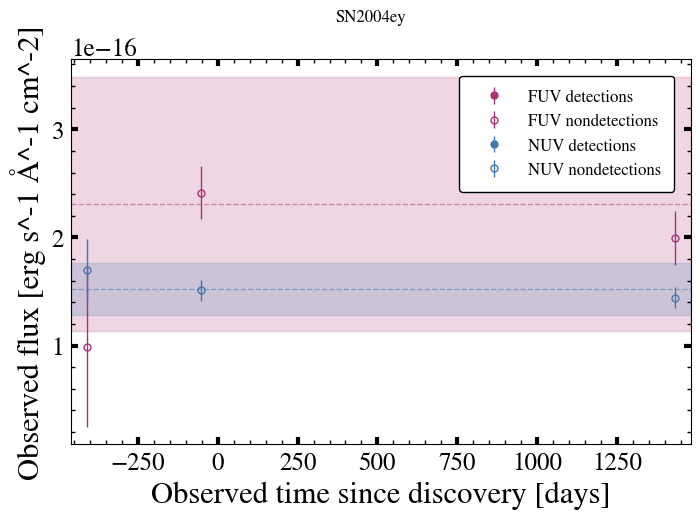 SN2004ey
1e−16
FUV detections
FUV nondetections
NUV detections
NUV nondetections
3
2
1
Observed flux [erg s^-1 Å^-1 cm^-2]
−250 0 250 500 750 1000 1250
Observed time since discovery [days]